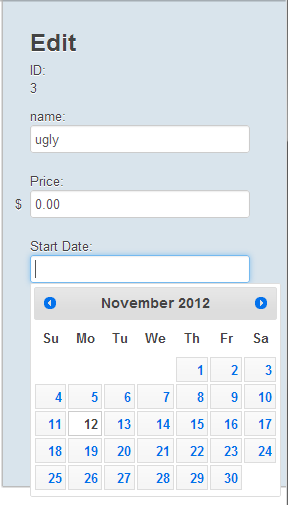 Edit
ID:
3
name:
ugly
Price:
$ 0.00
Start Date:
November 2012
Su Mo Tu We Th Fr Sa
1 2 3
4 5 6 7 8 9 10
11 12 13 14 15 16 17
18 19 20 21 22 23 24
25 26 27 28 29 30